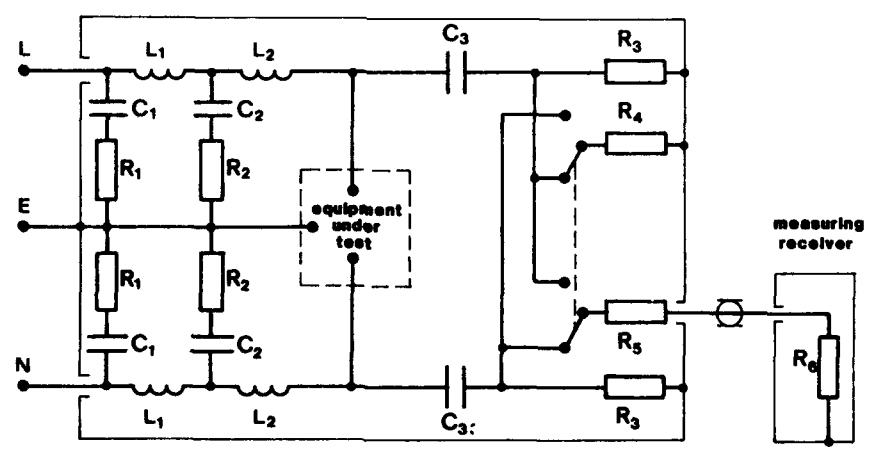 L
L₁
L₂
C₃
R₃
C₁
C₂
R₄
R₁
R₂
E
equipment
under
test
measuring
receiver
R₁
R₂
C₁
C₂
R₅
R₆
N
L₁
L₂
C₃:
R₃